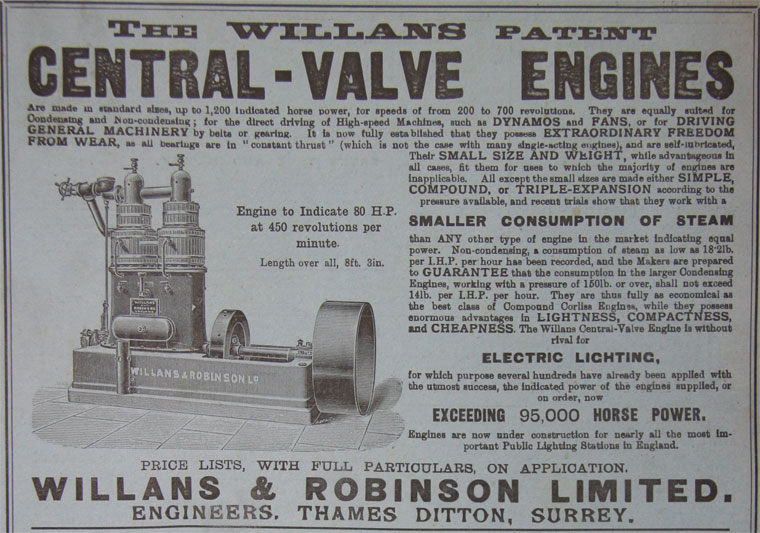 THE WILLANS PATENT
CENTRAL-VALVE ENGINES
Are made in standard sizes, up to 1,200 indicated horse power, for speeds of from 200 to 700 revolutions. They are equally suited for
Condensing and Non-condensing; for the direct driving of High-speed Machines, such as DYNAMOS and FANS, or for DRIVING
GENERAL MACHINERY by belts or gearing. It is now fully established that they possess EXTRAORDINARY FREEDOM
FROM WEAR, as all bearings are in "constant thrust" (which is not the case with many single-acting engines), and are self-lubricated.
Their SMALL SIZE AND WEIGHT, while advantageous in
all cases, fit them for uses to which the majority of engines are
inapplicable. All except the small sizes are made either SIMPLE,
COMPOUND, or TRIPLE-EXPANSION according to the
pressure available, and recent trials show that they work with a
SMALLER CONSUMPTION OF STEAM
than ANY other type of engine in the market indicating equal
power. Non-condensing, a consumption of steam as low as 18·2lb.
per I.H.P. per hour has been recorded, and the Makers are prepared
to GUARANTEE that the consumption in the larger Condensing
Engines, working with a pressure of 150lb. or over, shall not exceed
14lb. per I.H.P. per hour. They are thus fully as economical as
the best class of Compound Corliss Engines, while they possess
enormous advantages in LIGHTNESS, COMPACTNESS,
and CHEAPNESS. The Willans Central-Valve Engine is without
rival for
ELECTRIC LIGHTING,
for which purpose several hundreds have already been applied with
the utmost success, the indicated power of the engines supplied, or
on order, now
EXCEEDING 95,000 HORSE POWER.
Engines are now under construction for nearly all the most im-
portant Public Lighting Stations in England.
Engine to Indicate 80 H.P.
at 450 revolutions per
minute.
Length over all, 8ft. 3in.
WILLANS & ROBINSON LD
PRICE LISTS, WITH FULL PARTICULARS, ON APPLICATION.
WILLANS & ROBINSON LIMITED.
ENGINEERS. THAMES DITTON, SURREY.